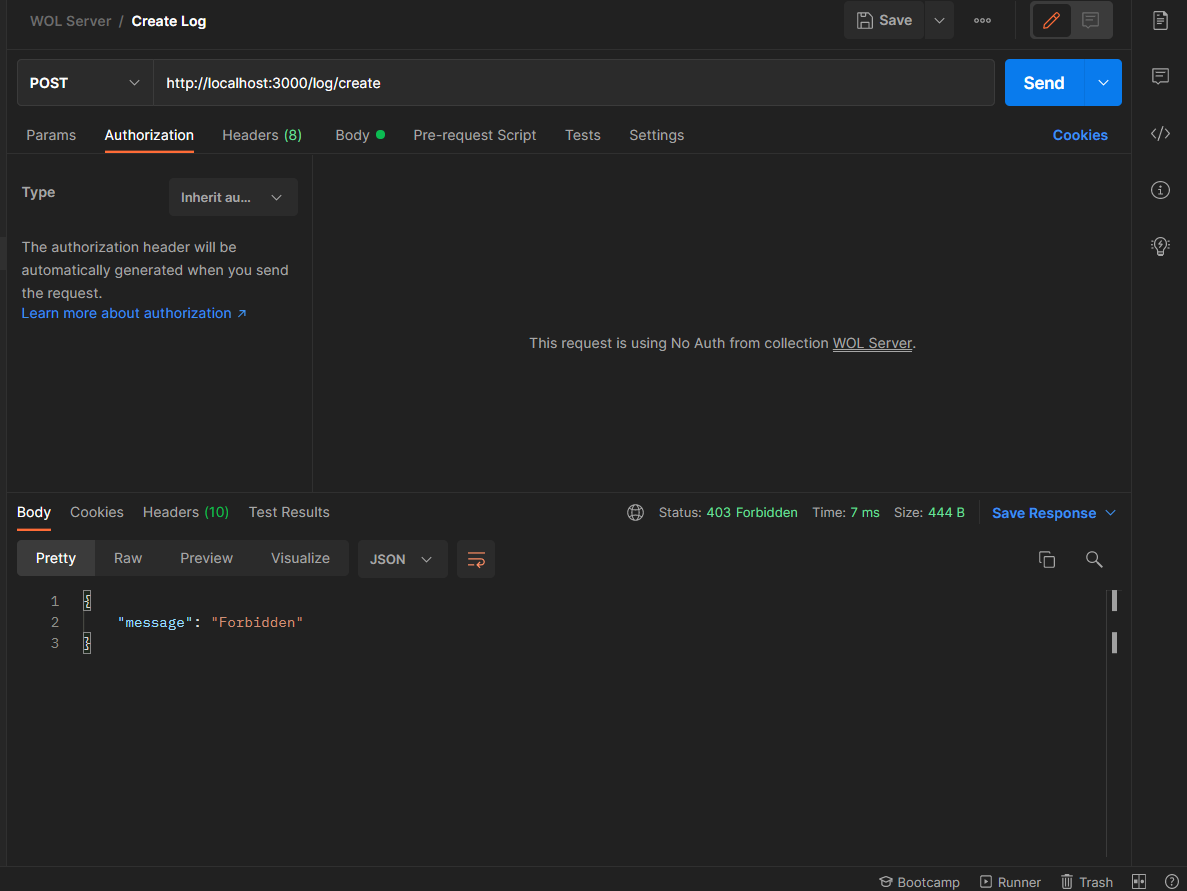 WOL Server / Create Log
Save
POST
http://localhost:3000/log/create
Send
Params Authorization Headers (8) Body Pre-request Script Tests Settings Cookies
Type
Inherit au...
The authorization header will be
automatically generated when you send
the request.
Learn more about authorization ↗
This request is using No Auth from collection WOL Server.
Body Cookies Headers (10) Test Results
Status: 403 Forbidden Time: 7 ms Size: 444 B Save Response
Pretty Raw Preview Visualize JSON
1 {
2 "message": "Forbidden"
3 }
Bootcamp Runner Trash